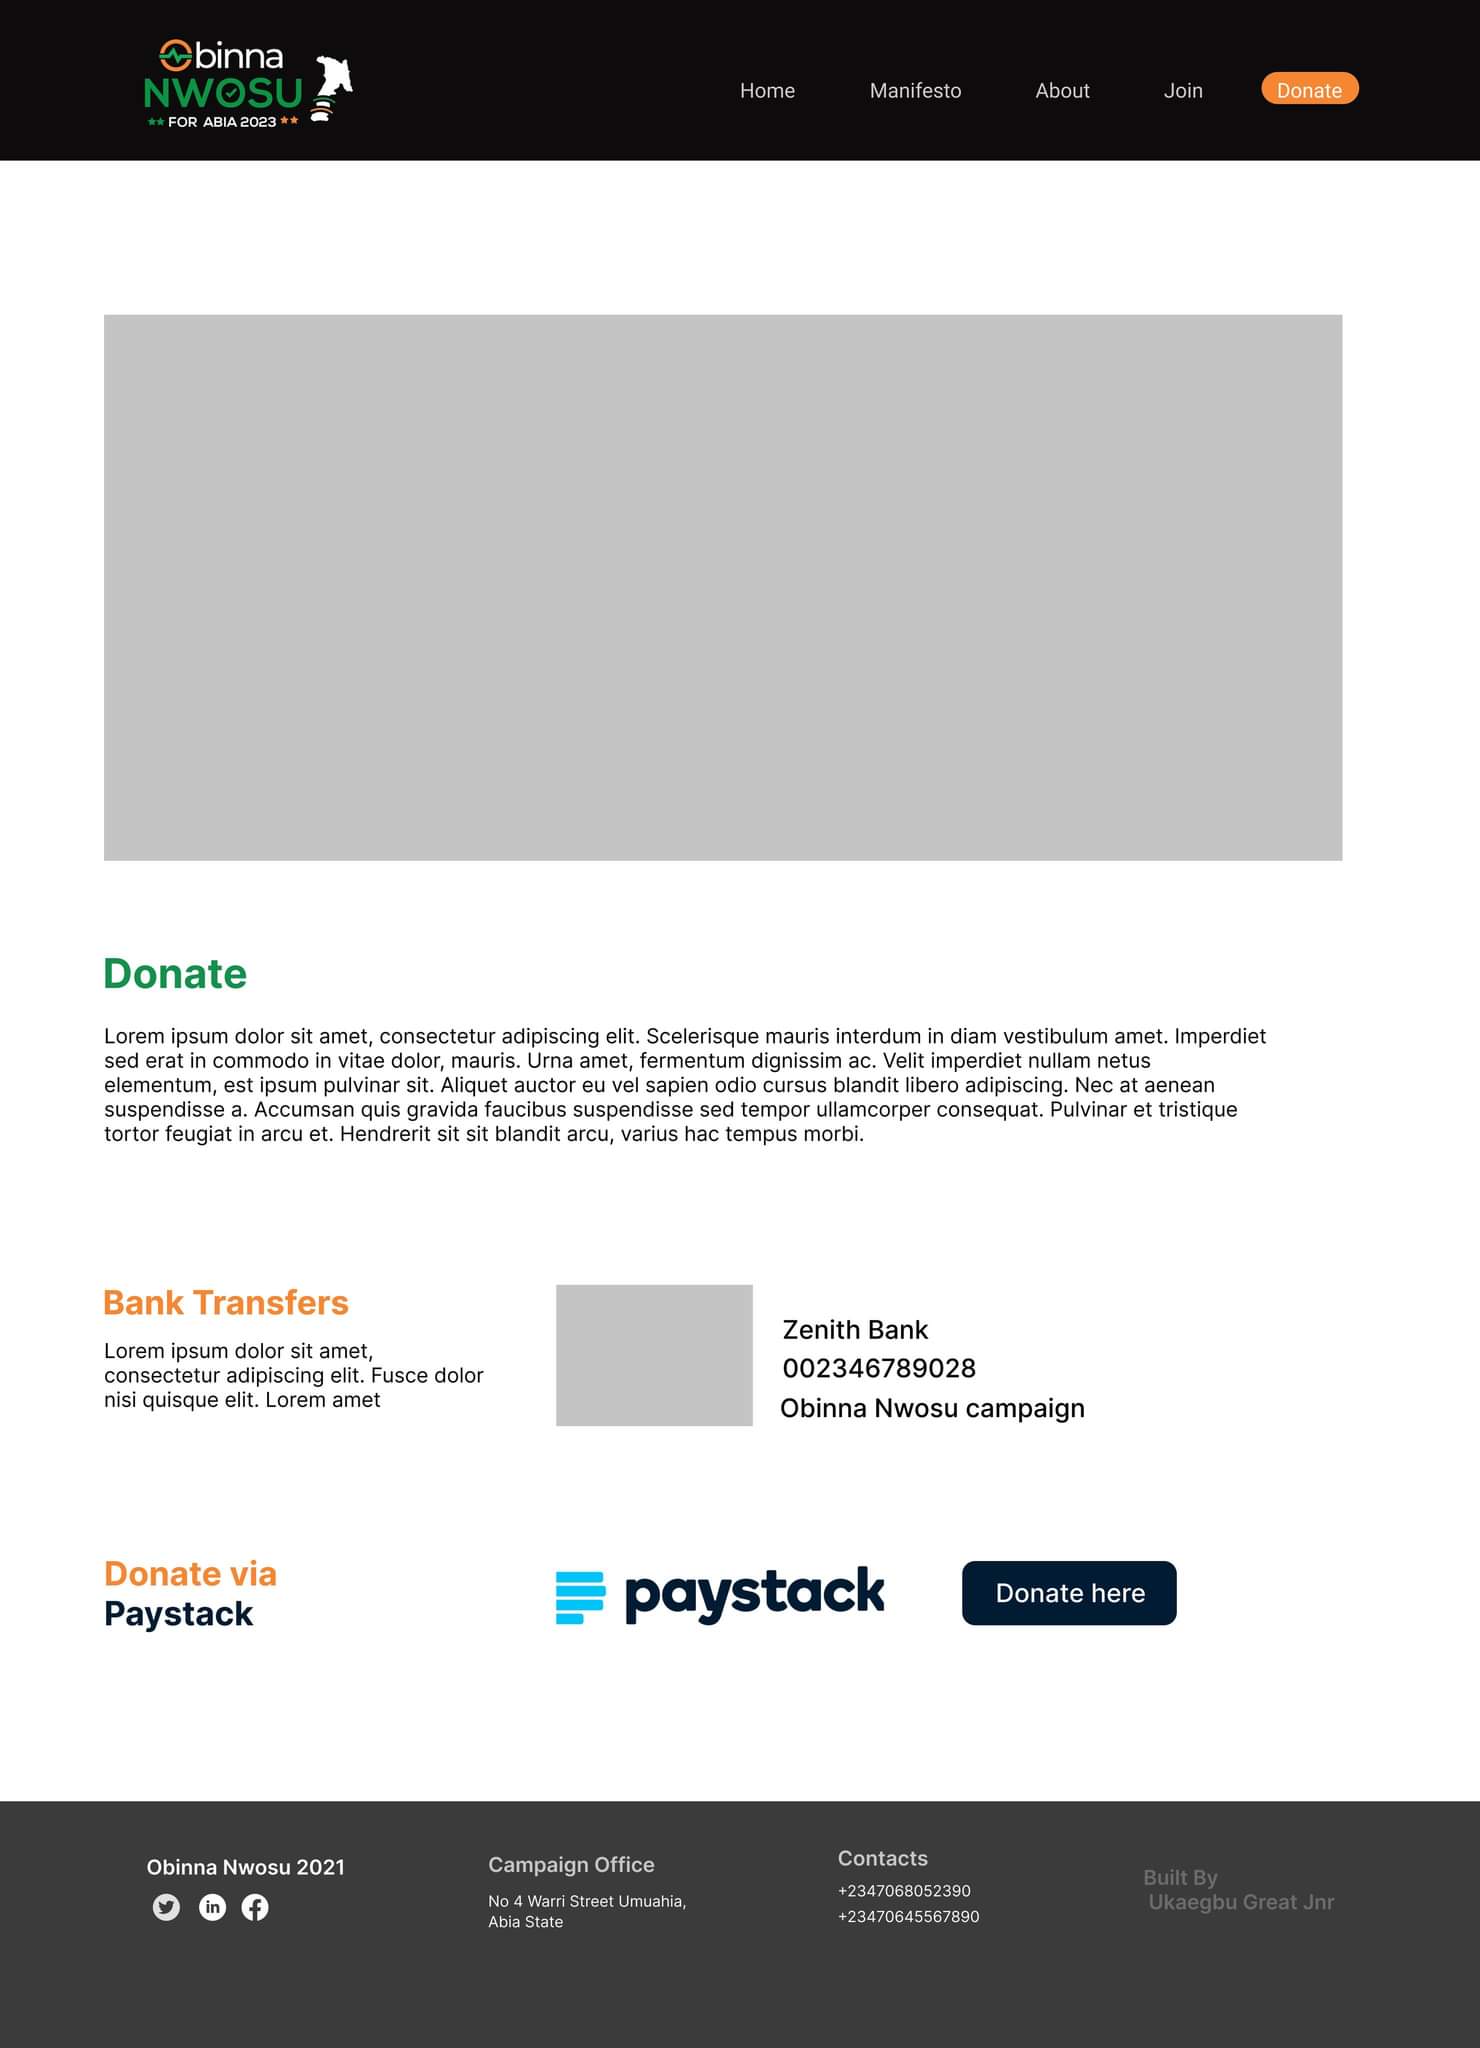 Obinna
NWOSU
FOR ABIA 2023
Home
Manifesto
About
Join
Donate
Donate
Lorem ipsum dolor sit amet, consectetur adipiscing elit. Scelerisque mauris interdum in diam vestibulum amet. Imperdiet
sed erat in commodo in vitae dolor, mauris. Urna amet, fermentum dignissim ac. Velit imperdiet nullam netus
elementum, est ipsum pulvinar sit. Aliquet auctor eu vel sapien odio cursus blandit libero adipiscing. Nec at aenean
suspendisse a. Accumsan quis gravida faucibus suspendisse sed tempor ullamcorper consequat. Pulvinar et tristique
tortor feugiat in arcu et. Hendrerit sit sit blandit arcu, varius hac tempus morbi.
Bank Transfers
Lorem ipsum dolor sit amet,
consectetur adipiscing elit. Fusce dolor
nisi quisque elit. Lorem amet
Zenith Bank
002346789028
Obinna Nwosu campaign
Donate via
Paystack
paystack
Donate here
Obinna Nwosu 2021
Campaign Office
No 4 Warri Street Umuahia,
Abia State
Contacts
+2347068052390
+23470645567890
Built By
Ukaegbu Great Jnr